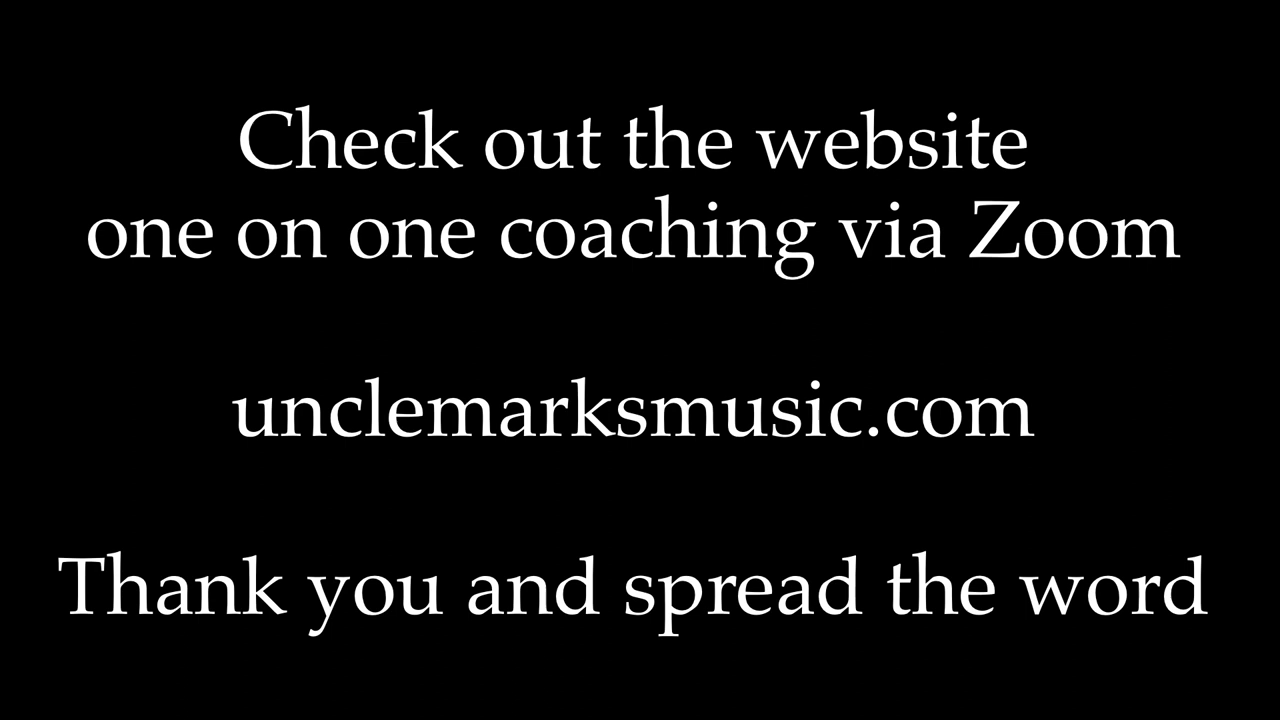 Check out the website
one on one coaching via Zoom
unclemarksmusic.com
Thank you and spread the word